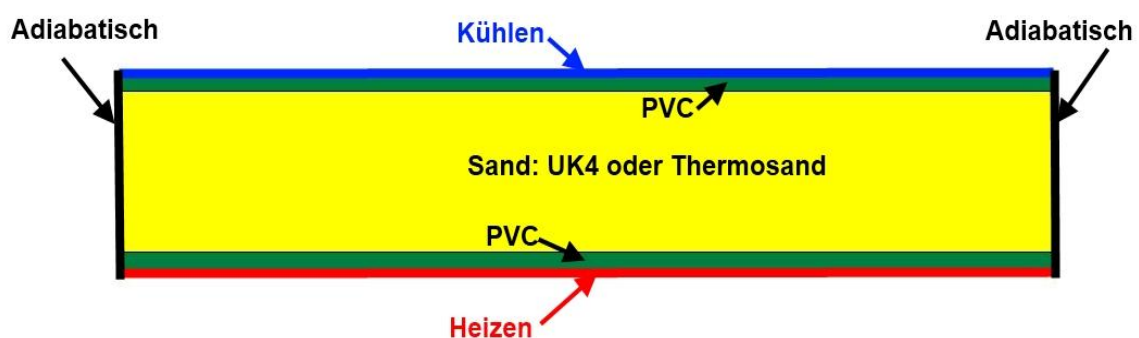 Adiabatisch
Kühlen
Adiabatisch
PVC
Sand: UK4 oder Thermosand
PVC
Heizen